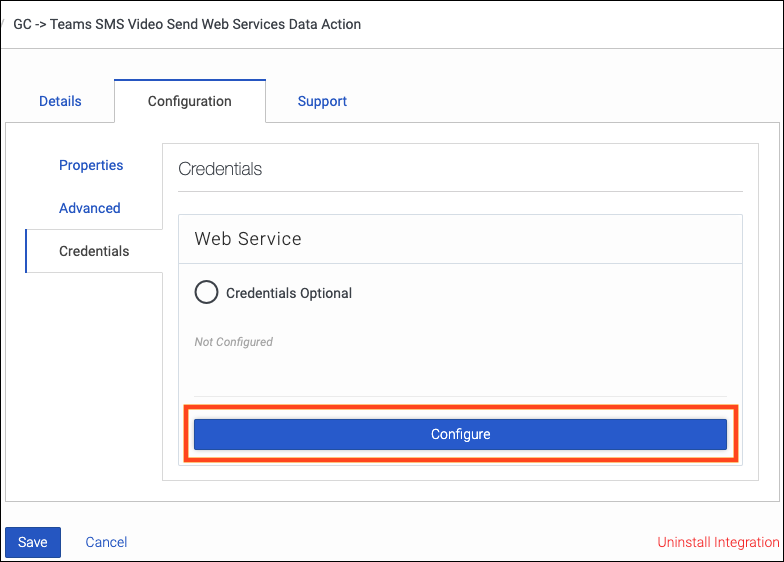 / GC -> Teams SMS Video Send Web Services Data Action
Details Configuration Support
Properties
Advanced
Credentials
Credentials
Web Service
Credentials Optional
Not Configured
Configure
Save Cancel Uninstall Integration